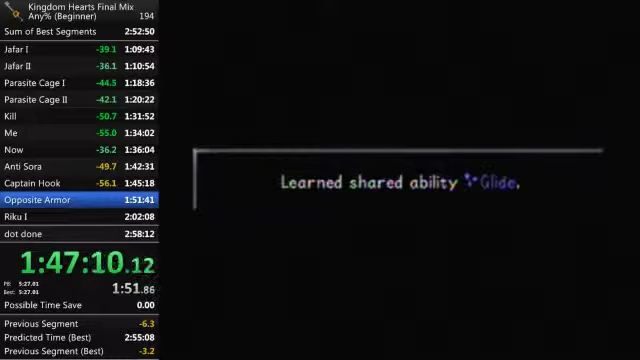 Kingdom Hearts Final Mix
Any% (Beginner) 194
Sum of Best Segments 2:52:50
Jafar I -39.1 1:09:43
Jafar II -36.1 1:10:54
Parasite Cage I -44.5 1:18:36
Parasite Cage II -42.1 1:20:22
Kill -50.7 1:31:52
Me -55.0 1:34:02
Now -36.2 1:36:04
Anti Sora -49.7 1:42:31
Captain Hook -56.1 1:45:18
Opposite Armor 1:51:41
Riku I 2:02:08
dot done 2:58:12
1:47:10.12
PB: 5:27.01
Best: 5:27.01
1:51.86
Possible Time Save 0.00
Previous Segment -6.3
Predicted Time (Best) 2:55:08
Previous Segment (Best) -3.2
Learned shared ability Glide.